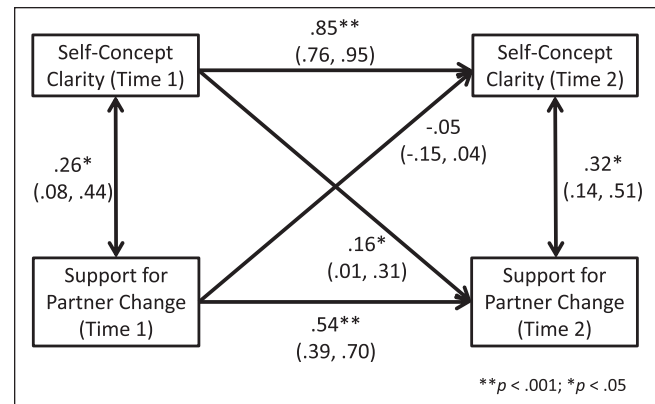 .85**
(.76, .95)
Self-Concept
Clarity (Time 1)
Self-Concept
Clarity (Time 2)
-.05
(-.15, .04)
.26*
(.08, .44)
.32*
(.14, .51)
.16*
(.01, .31)
Support for
Partner Change
(Time 1)
Support for
Partner Change
(Time 2)
.54**
(.39, .70)
**p < .001; *p < .05